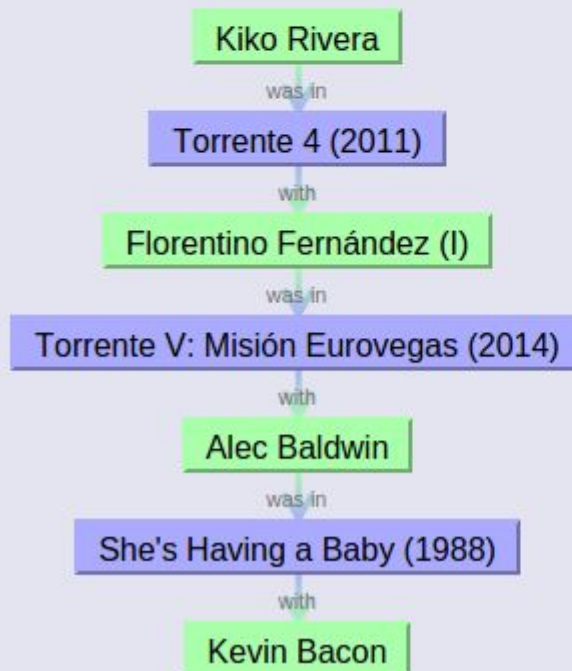 Kiko Rivera
was in
Torrente 4 (2011)
with
Florentino Fernández (I)
was in
Torrente V: Misión Eurovegas (2014)
with
Alec Baldwin
was in
She's Having a Baby (1988)
with
Kevin Bacon